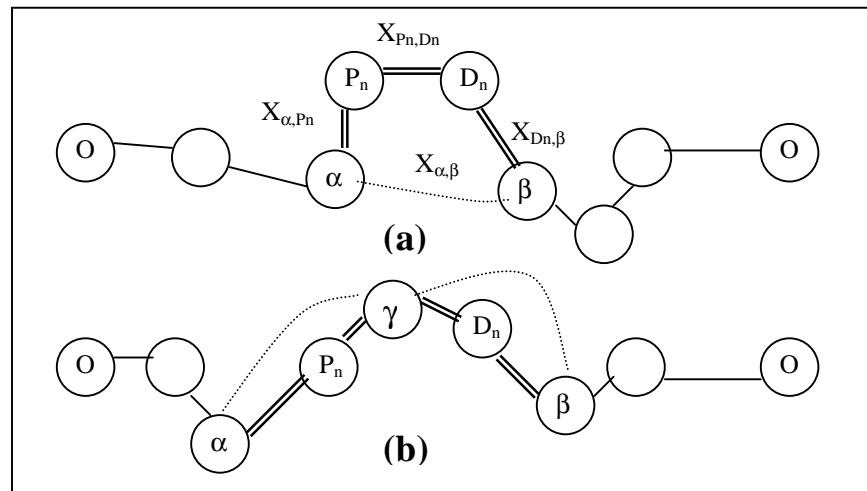 X_{Pn,Dn}
P_n D_n
X_{α,Pn} X_{Dn,β}
O α X_{α,β} β O
(a)
γ
D_n
O P_n O
α β
(b)